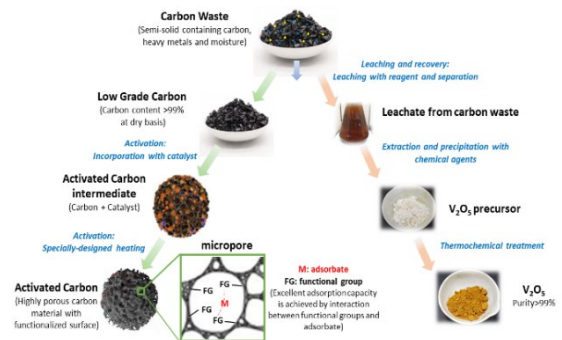 Carbon Waste
(Semi-solid containing carbon,
heavy metals and moisture)
Leaching and recovery:
Leaching with reagent and separation
Low Grade Carbon
(Carbon content >99%
at dry basis)
Leachate from carbon waste
Activation:
Incorporation with catalyst
Extraction and precipitation with
chemical agents
Activated Carbon
intermediate
(Carbon + Catalyst)
V₂O₅ precursor
Activation:
Specially-designed heating
micropore
Thermochemical treatment
M: adsorbate
FG: functional group
(Excellent adsorption capacity
is achieved by interaction
between functional groups and
adsorbate)
FG
FG
M
FG
FG
Activated Carbon
(Highly porous carbon
material with
functionalized surface)
V₂O₅
Purity>99%